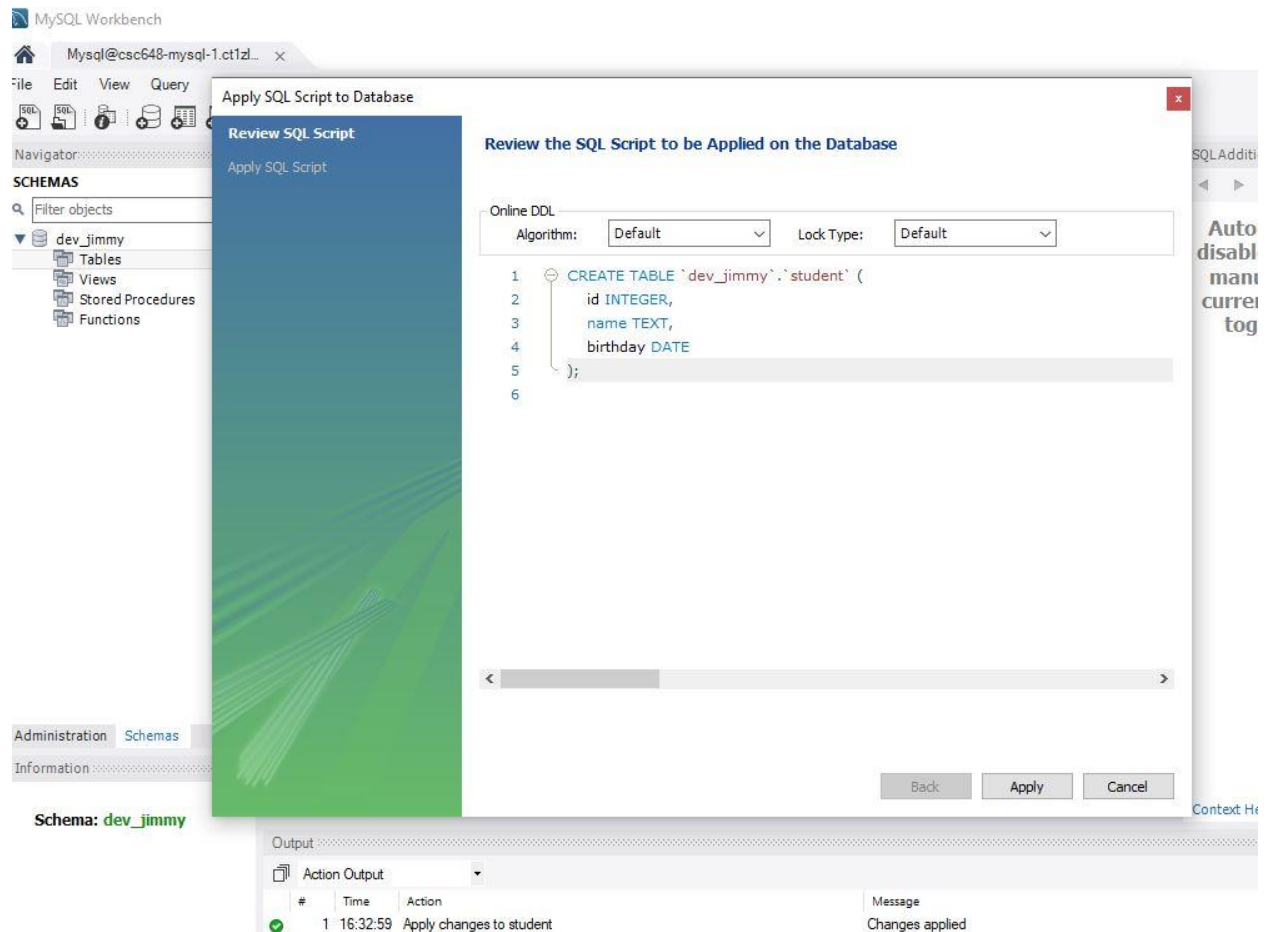 MySQL Workbench
Mysql@csc648-mysql-1.ct1zl... ×
File Edit View Query
SQL SQL
Navigator
SCHEMAS
Filter objects
dev_jimmy
Tables
Views
Stored Procedures
Functions
Administration Schemas
Information
Schema: dev_jimmy
Apply SQL Script to Database
x
Review SQL Script
Apply SQL Script
Review the SQL Script to be Applied on the Database
Online DDL
Algorithm: Default Lock Type: Default
1 CREATE TABLE `dev_jimmy`.`student` (
2 id INTEGER,
3 name TEXT,
4 birthday DATE
5 );
6
Back Apply Cancel
SQLAdditi
Auto
disabl
manu
curre
tog
Context He
Output
Action Output
# Time Action Message
1 16:32:59 Apply changes to student Changes applied